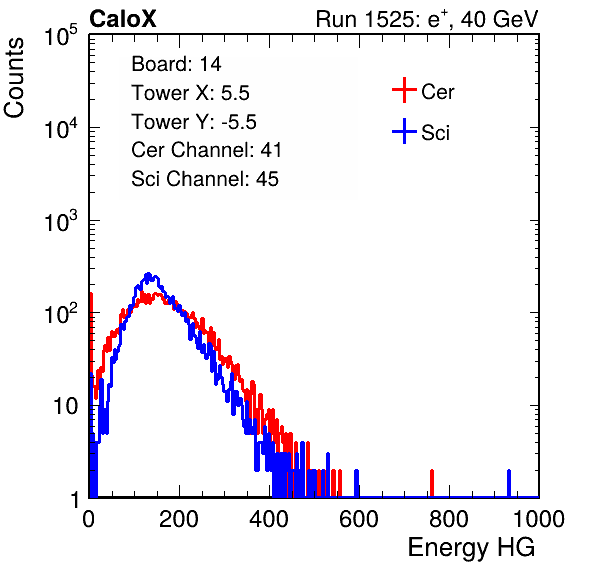 CaloX Run 1525: e⁺, 40 GeV
Counts
10⁵
10⁴
10³
10²
10
1
Board: 14
Tower X: 5.5
Tower Y: -5.5
Cer Channel: 41
Sci Channel: 45
Cer
Sci
0 200 400 600 800 1000
Energy HG